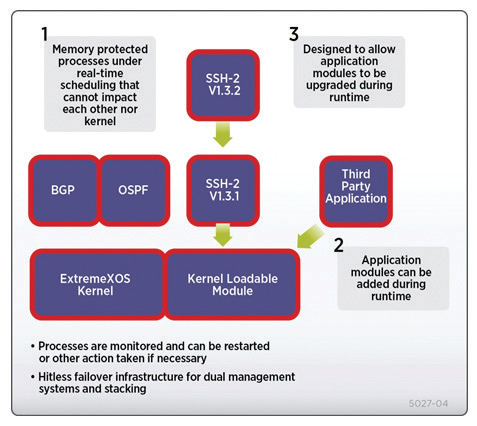 1
Memory protected
processes under
real-time
scheduling that
cannot impact
each other nor
kernel
SSH-2
V1.3.2
3
Designed to allow
application
modules to be
upgraded during
runtime
BGP
OSPF
SSH-2
V1.3.1
Third
Party
Application
ExtremeXOS
Kernel
Kernel Loadable
Module
2
Application
modules can be
added during
runtime
• Processes are monitored and can be restarted
or other action taken if necessary
• Hitless failover infrastructure for dual management
systems and stacking
5027-04